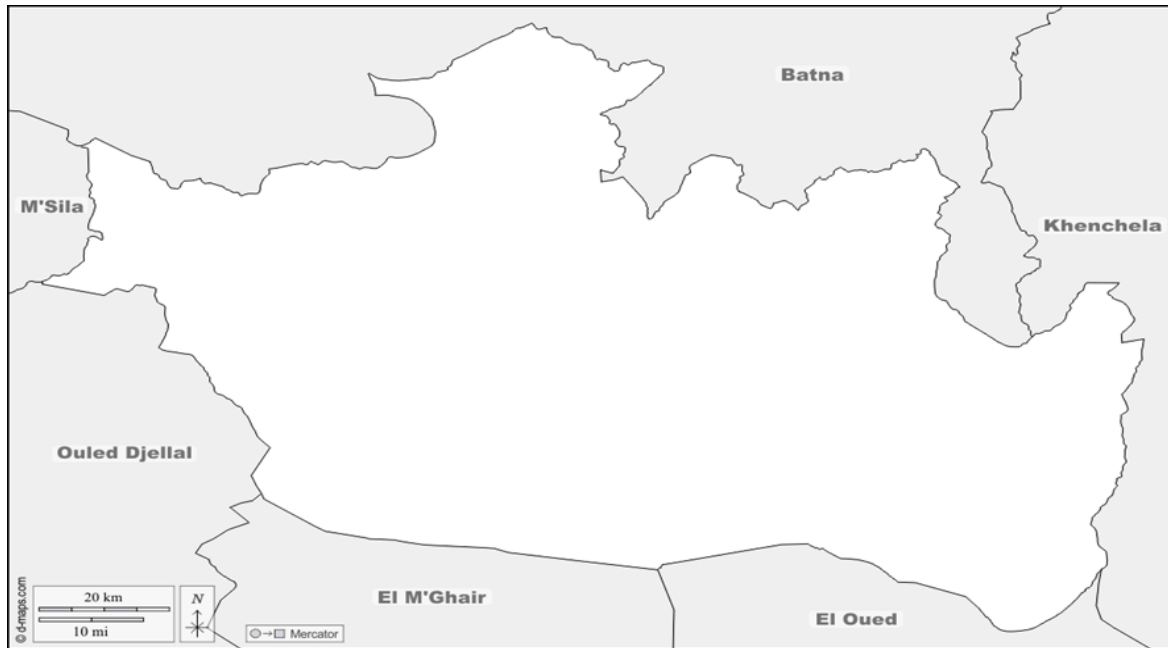 Batna
M'Sila
Khenchela
Ouled Djellal
El M'Ghair
El Oued
© d-maps.com
20 km
10 mi
N
Mercator